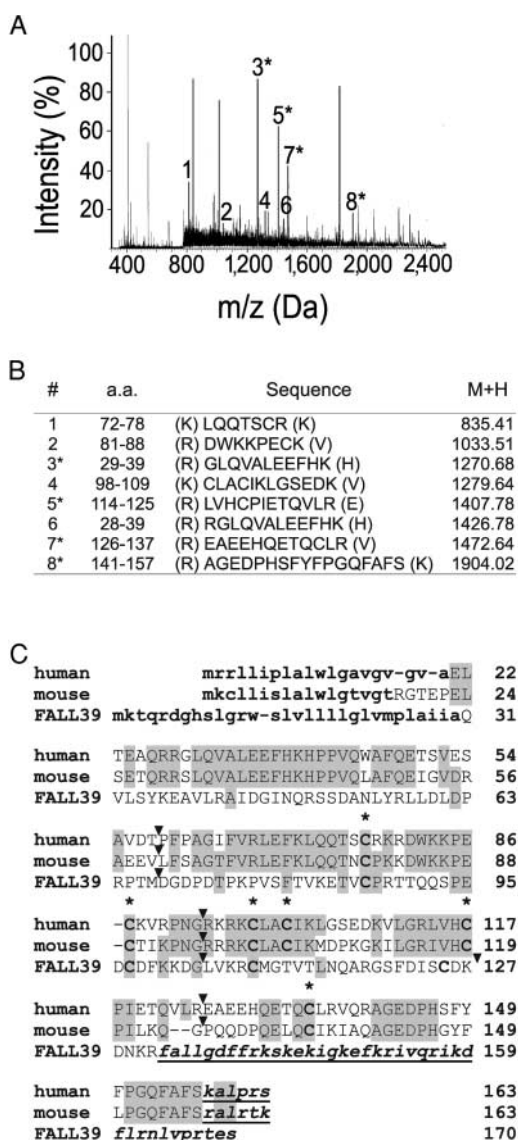 A
Intensity (%)
100
80
60
40
20
1
2
3*
4
5*
6
7*
8*
400 800 1,200 1,600 2,000 2,400
m/z (Da)
B
# a.a. Sequence M+H
1 72-78 (K) LQQTSCR (K) 835.41
2 81-88 (R) DWKKPECK (V) 1033.51
3* 29-39 (R) GLQVALEEFHK (H) 1270.68
4 98-109 (K) CLACIKLGSEDK (V) 1279.64
5* 114-125 (R) LVHCPIETQVLR (E) 1407.78
6 28-39 (R) RGLQVALEEFHK (H) 1426.78
7* 126-137 (R) EAEEHQETQCLR (V) 1472.64
8* 141-157 (R) AGEDPHSFYFPGQFAFS (K) 1904.02
C
human mrrlliplalwlgavgv-gv-aEL 22
mouse mkcllislalwlgtvgtRGTEPEL 24
FALL39 mktqrdghslgrw-slvllllglvmplaiiaQ 31
human TEAQRRGLQVALEEFHKHPPVQWAFQETSVES 54
mouse SETQRRSLQVALEEFHKHPPVQLAFQEIGVDR 56
FALL39 VLSYKEAVLRAIDGINQRSSDANLYRLLDLDP 63
*
human AVDTPFPAGIFVRLEFKLQQTSCRKRDWKKPE 86
mouse AEEVLFSAGTFVRLEFKLQQTNCPKKDWKKPE 88
FALL39 RPTMDGDPDTPKPVSFTVKETVCPRTTQQSPE 95
* * * *
human -CKVRPNGRKRKCLACIKLGSEDKVLGRLVHC 117
mouse -CTIKPNGRRRKCLACIKMDPKGKILGRIVHC 119
FALL39 DCDFKKDGLVKRCMGTVTLNQARGSFDISCDK 127
*
human PIETQVLREAEEHQETQCLRVQRAGEDPHSFY 149
mouse PILKQ--GPQQDPQELQCIKIAQAGEDPHGYF 149
FALL39 DNKRfallgdffrkskekigkefkrivqrikd 159
human FPGQFAFSkalprs 163
mouse LPGQFAFSralrtk 163
FALL39 flrnlvprtes 170